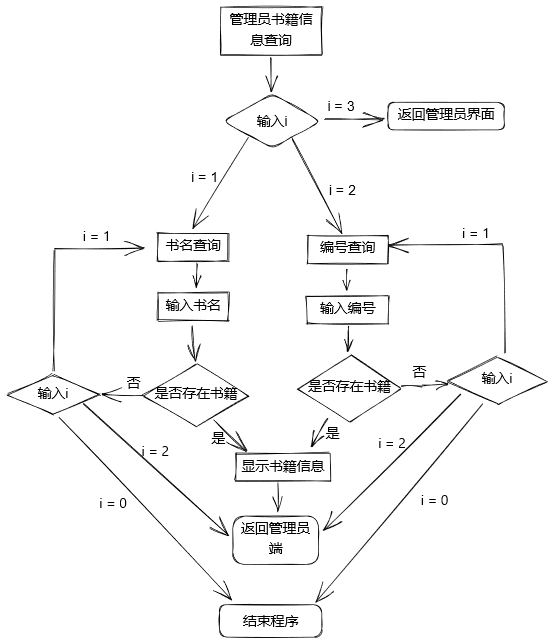 管理员书籍信
息查询
输入i
i = 3
返回管理员界面
i = 1
i = 2
i = 1
书名查询
编号查询
i = 1
输入书名
输入编号
否
是否存在书籍
是否存在书籍
否
输入i
输入i
是
是
i = 2
显示书籍信息
i = 2
i = 0
i = 0
返回管理员
端
结束程序